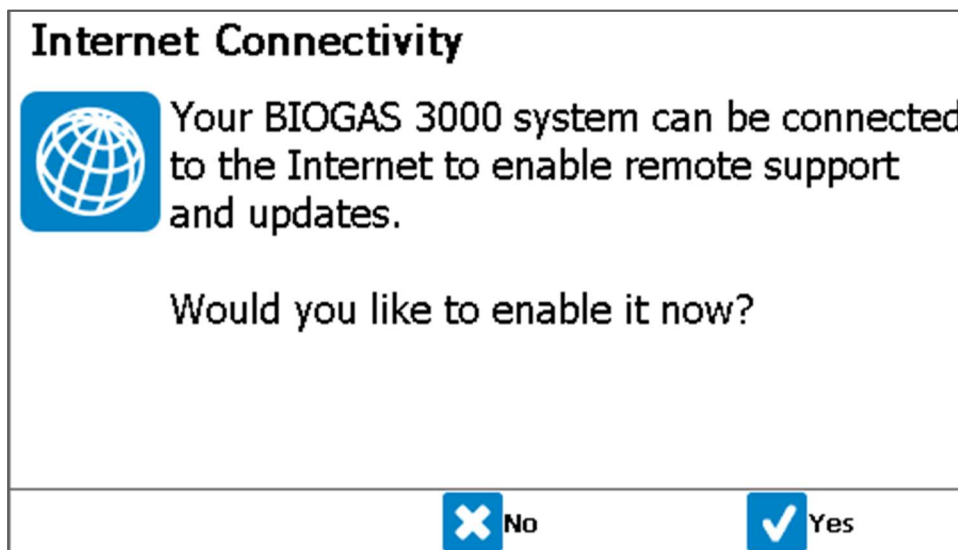 Internet Connectivity
Your BIOGAS 3000 system can be connected
to the Internet to enable remote support
and updates.
Would you like to enable it now?
No
Yes